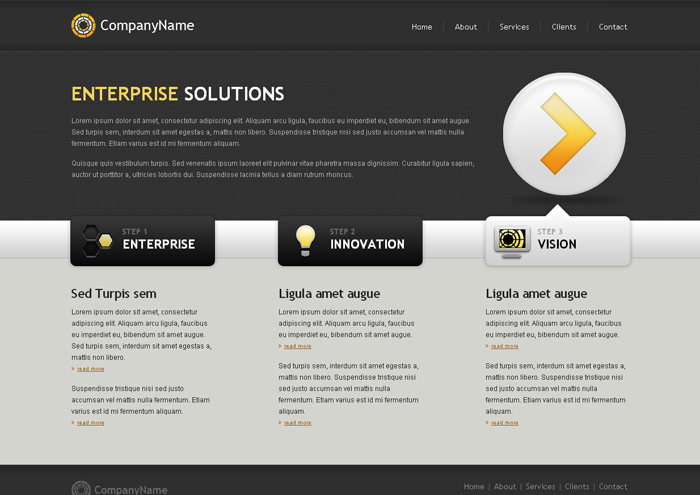 CompanyName
Home | About | Services | Clients | Contact
ENTERPRISE SOLUTIONS
Lorem ipsum dolor sit amet, consectetur adipiscing elit. Aliquam arcu ligula, faucibus eu imperdiet eu, bibendum sit amet augue.
Sed turpis sem, interdum sit amet egestas a, mattis non libero. Suspendisse tristique nisi sed justo accumsan vel mattis nulla
fermentum. Etiam varius est id mi fermentum aliquam.
Quisque quis vestibulum turpis. Sed venenatis ipsum laoreet elit pulvinar vitae pharetra massa dignissim. Curabitur ligula sapien,
auctor ut porttitor a, ultricies lobortis dui. Suspendisse lacinia tellus a diam rutrum rhoncus.
STEP 1
ENTERPRISE
STEP 2
INNOVATION
STEP 3
VISION
Sed Turpis sem
Lorem ipsum dolor sit amet, consectetur
adipiscing elit. Aliquam arcu ligula, faucibus
eu imperdiet eu, bibendum sit amet augue.
Sed turpis sem, interdum sit amet egestas a,
mattis non libero.
» read more
Suspendisse tristique nisi sed justo
accumsan vel mattis nulla fermentum. Etiam
varius est id mi fermentum aliquam.
» read more
Ligula amet augue
Lorem ipsum dolor sit amet, consectetur
adipiscing elit. Aliquam arcu ligula, faucibus
eu imperdiet eu, bibendum sit amet augue.
» read more
Sed turpis sem, interdum sit amet egestas a,
mattis non libero. Suspendisse tristique nisi
sed justo accumsan vel mattis nulla
fermentum. Etiam varius est id mi fermentum
aliquam.
» read more
Ligula amet augue
Lorem ipsum dolor sit amet, consectetur
adipiscing elit. Aliquam arcu ligula, faucibus
eu imperdiet eu, bibendum sit amet augue.
» read more
Sed turpis sem, interdum sit amet egestas a,
mattis non libero. Suspendisse tristique nisi
sed justo accumsan vel mattis nulla
fermentum. Etiam varius est id mi fermentum
aliquam.
» read more
CompanyName
Home | About | Services | Clients | Contact